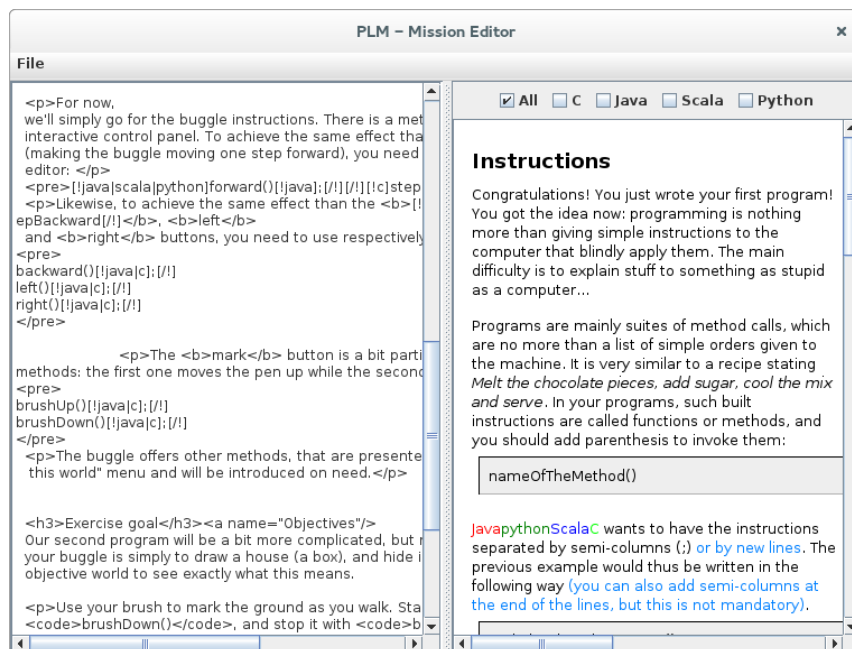 PLM – Mission Editor
File
<p>For now,
we'll simply go for the buggle instructions. There is a met
interactive control panel. To achieve the same effect tha
(making the buggle moving one step forward), you need
editor: </p>
<pre>[!java|scala|python]forward()[!java];[/!][/!][!c]step
<p>Likewise, to achieve the same effect than the <b>[!
epBackward[/!]</b>, <b>left</b>
and <b>right</b> buttons, you need to use respectively
<pre>
backward()[!java|c];[/!]
left()[!java|c];[/!]
right()[!java|c];[/!]
</pre>
<p>The <b>mark</b> button is a bit parti
methods: the first one moves the pen up while the second
<pre>
brushUp()[!java|c];[/!]
brushDown()[!java|c];[/!]
</pre>
<p>The buggle offers other methods, that are presente
this world" menu and will be introduced on need.</p>
<h3>Exercise goal</h3><a name="Objectives"/>
Our second program will be a bit more complicated, but
your buggle is simply to draw a house (a box), and hide i
objective world to see exactly what this means.
<p>Use your brush to mark the ground as you walk. Sta
<code>brushDown()</code>, and stop it with <code>b
All C Java Scala Python
Instructions
Congratulations! You just wrote your first program!
You got the idea now: programming is nothing
more than giving simple instructions to the
computer that blindly apply them. The main
difficulty is to explain stuff to something as stupid
as a computer...
Programs are mainly suites of method calls, which
are no more than a list of simple orders given to
the machine. It is very similar to a recipe stating
Melt the chocolate pieces, add sugar, cool the mix
and serve. In your programs, such built
instructions are called functions or methods, and
you should add parenthesis to invoke them:
nameOfTheMethod()
JavapythonScalaC wants to have the instructions
separated by semi-columns (;) or by new lines. The
previous example would thus be written in the
following way (you can also add semi-columns at
the end of the lines, but this is not mandatory).